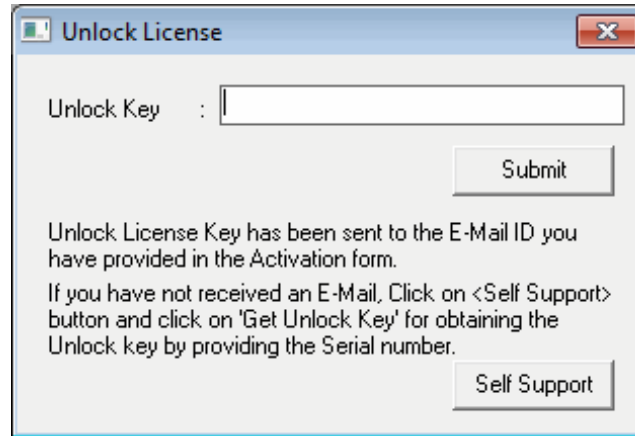 Unlock License
Unlock Key :
Submit
Unlock License Key has been sent to the E-Mail ID you
have provided in the Activation form.
If you have not received an E-Mail, Click on <Self Support>
button and click on 'Get Unlock Key' for obtaining the
Unlock key by providing the Serial number.
Self Support